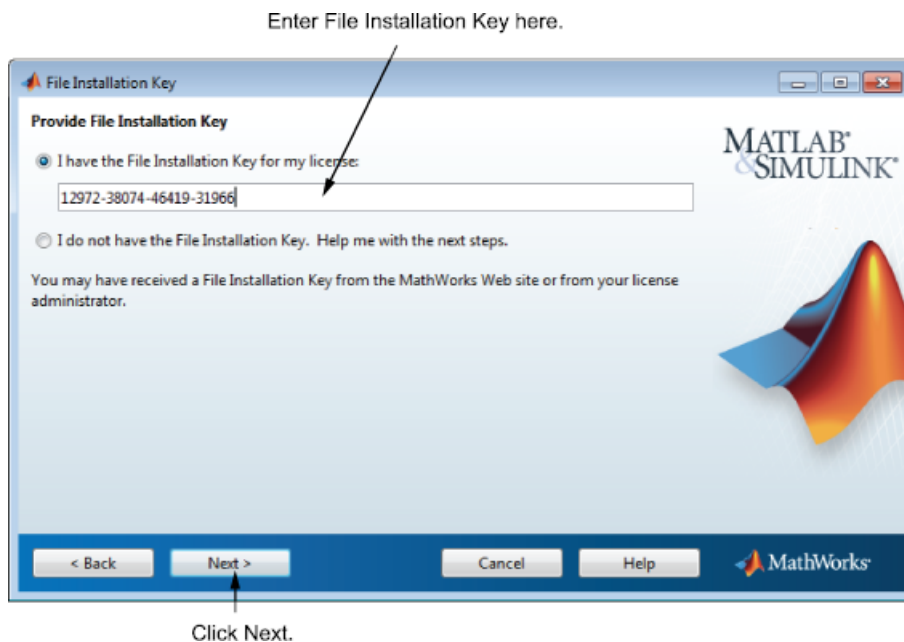 Enter File Installation Key here.
File Installation Key
Provide File Installation Key
I have the File Installation Key for my license:
12972-38074-46419-31966
I do not have the File Installation Key. Help me with the next steps.
You may have received a File Installation Key from the MathWorks Web site or from your license
administrator.
MATLAB®
&SIMULINK®
< Back
Next >
Cancel
Help
MathWorks®
Click Next.